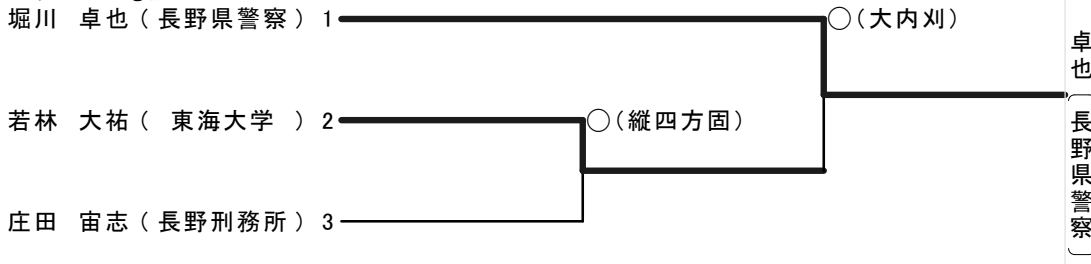 堀川 卓也（長野県警察）1
○（大内刈）
若林 大祐（ 東海大学 ）2
○（縦四方固）
庄田 宙志（長野刑務所）3
卓也（長野県警察）